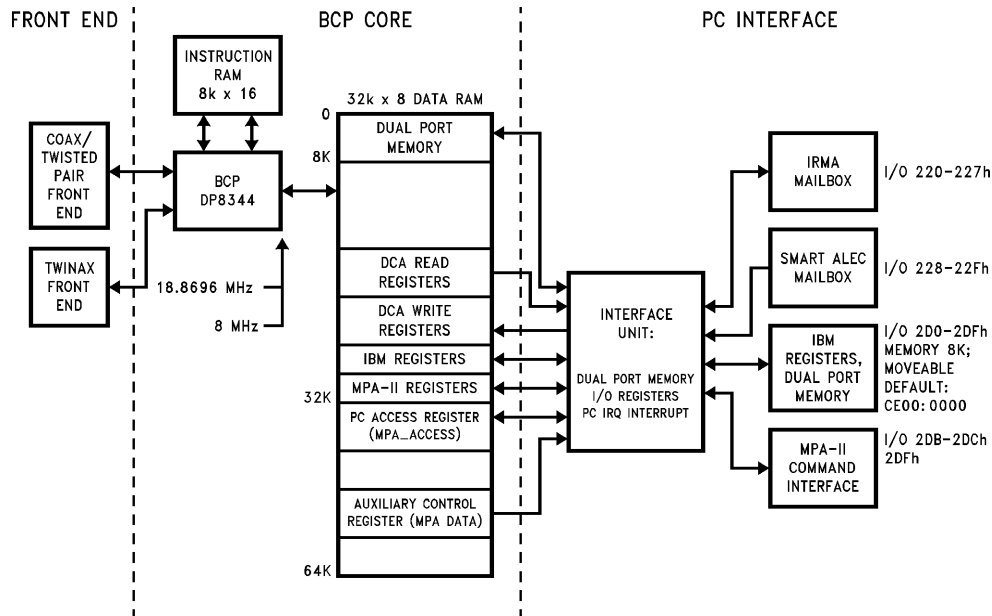 FRONT END
BCP CORE
PC INTERFACE
INSTRUCTION
RAM
8k x 16
32k x 8 DATA RAM
0
DUAL PORT
MEMORY
8K
COAX/
TWISTED
PAIR
FRONT
END
BCP
DP8344
TWINAX
FRONT
END
18.8696 MHz
8 MHz
DCA READ
REGISTERS
DCA WRITE
REGISTERS
IBM REGISTERS
MPA-II REGISTERS
32K
PC ACCESS REGISTER
(MPA_ACCESS)
AUXILIARY CONTROL
REGISTER (MPA DATA)
64K
INTERFACE
UNIT:
DUAL PORT MEMORY
I/O REGISTERS
PC IRQ INTERRUPT
IRMA
MAILBOX
I/O 220-227h
SMART ALEC
MAILBOX
I/O 228-22Fh
IBM
REGISTERS,
DUAL PORT
MEMORY
I/O 2D0-2DFh
MEMORY 8K;
MOVEABLE
DEFAULT:
CE00:0000
MPA-II
COMMAND
INTERFACE
I/O 2DB-2DCh
2DFh